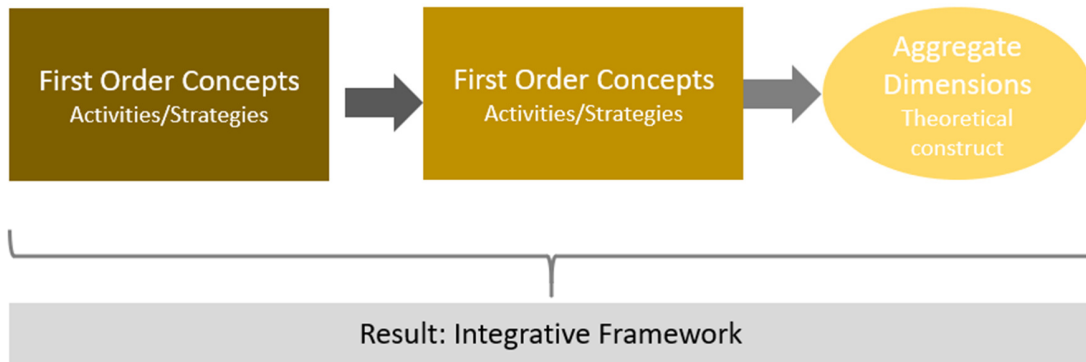 First Order Concepts
Activities/Strategies
First Order Concepts
Activities/Strategies
Aggregate
Dimensions
Theoretical
construct
Result: Integrative Framework